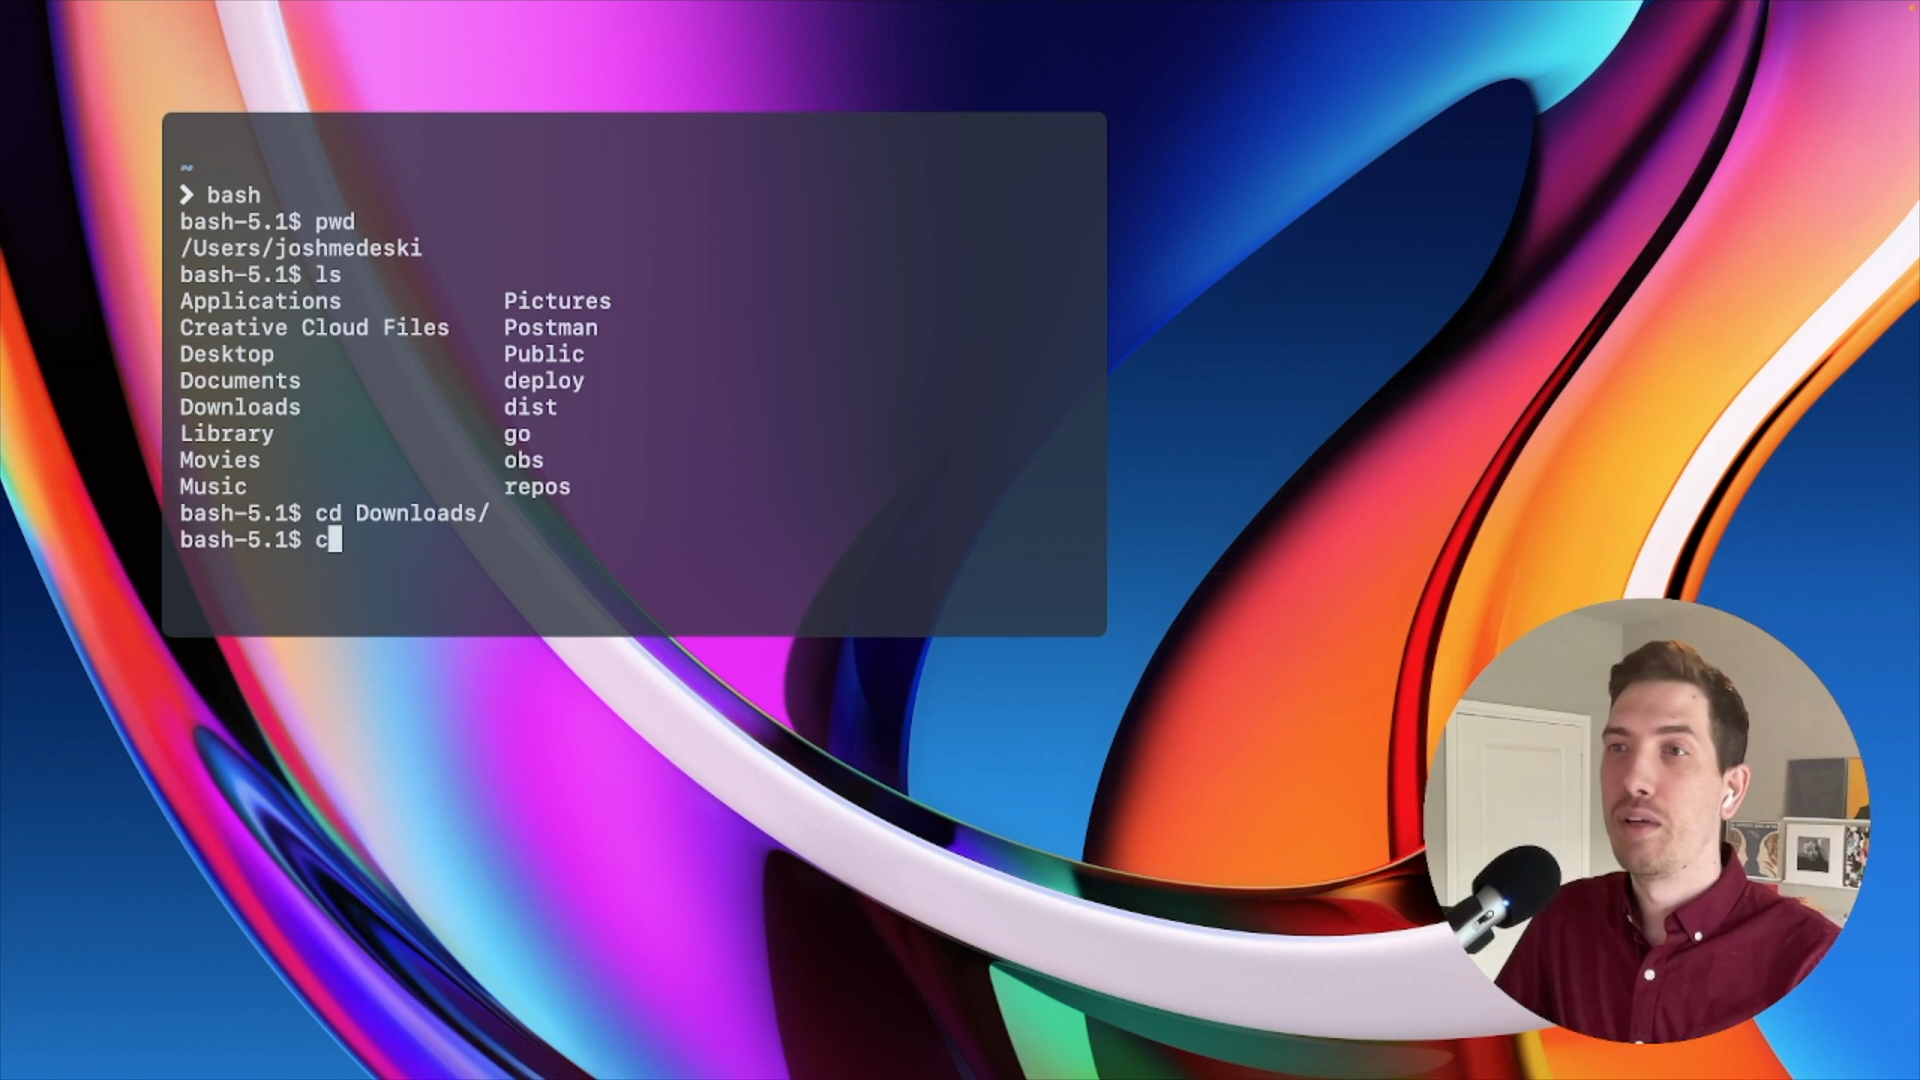 ~
❯ bash
bash-5.1$ pwd
/Users/joshmedeski
bash-5.1$ ls
Applications Pictures
Creative Cloud Files Postman
Desktop Public
Documents deploy
Downloads dist
Library go
Movies obs
Music repos
bash-5.1$ cd Downloads/
bash-5.1$ c